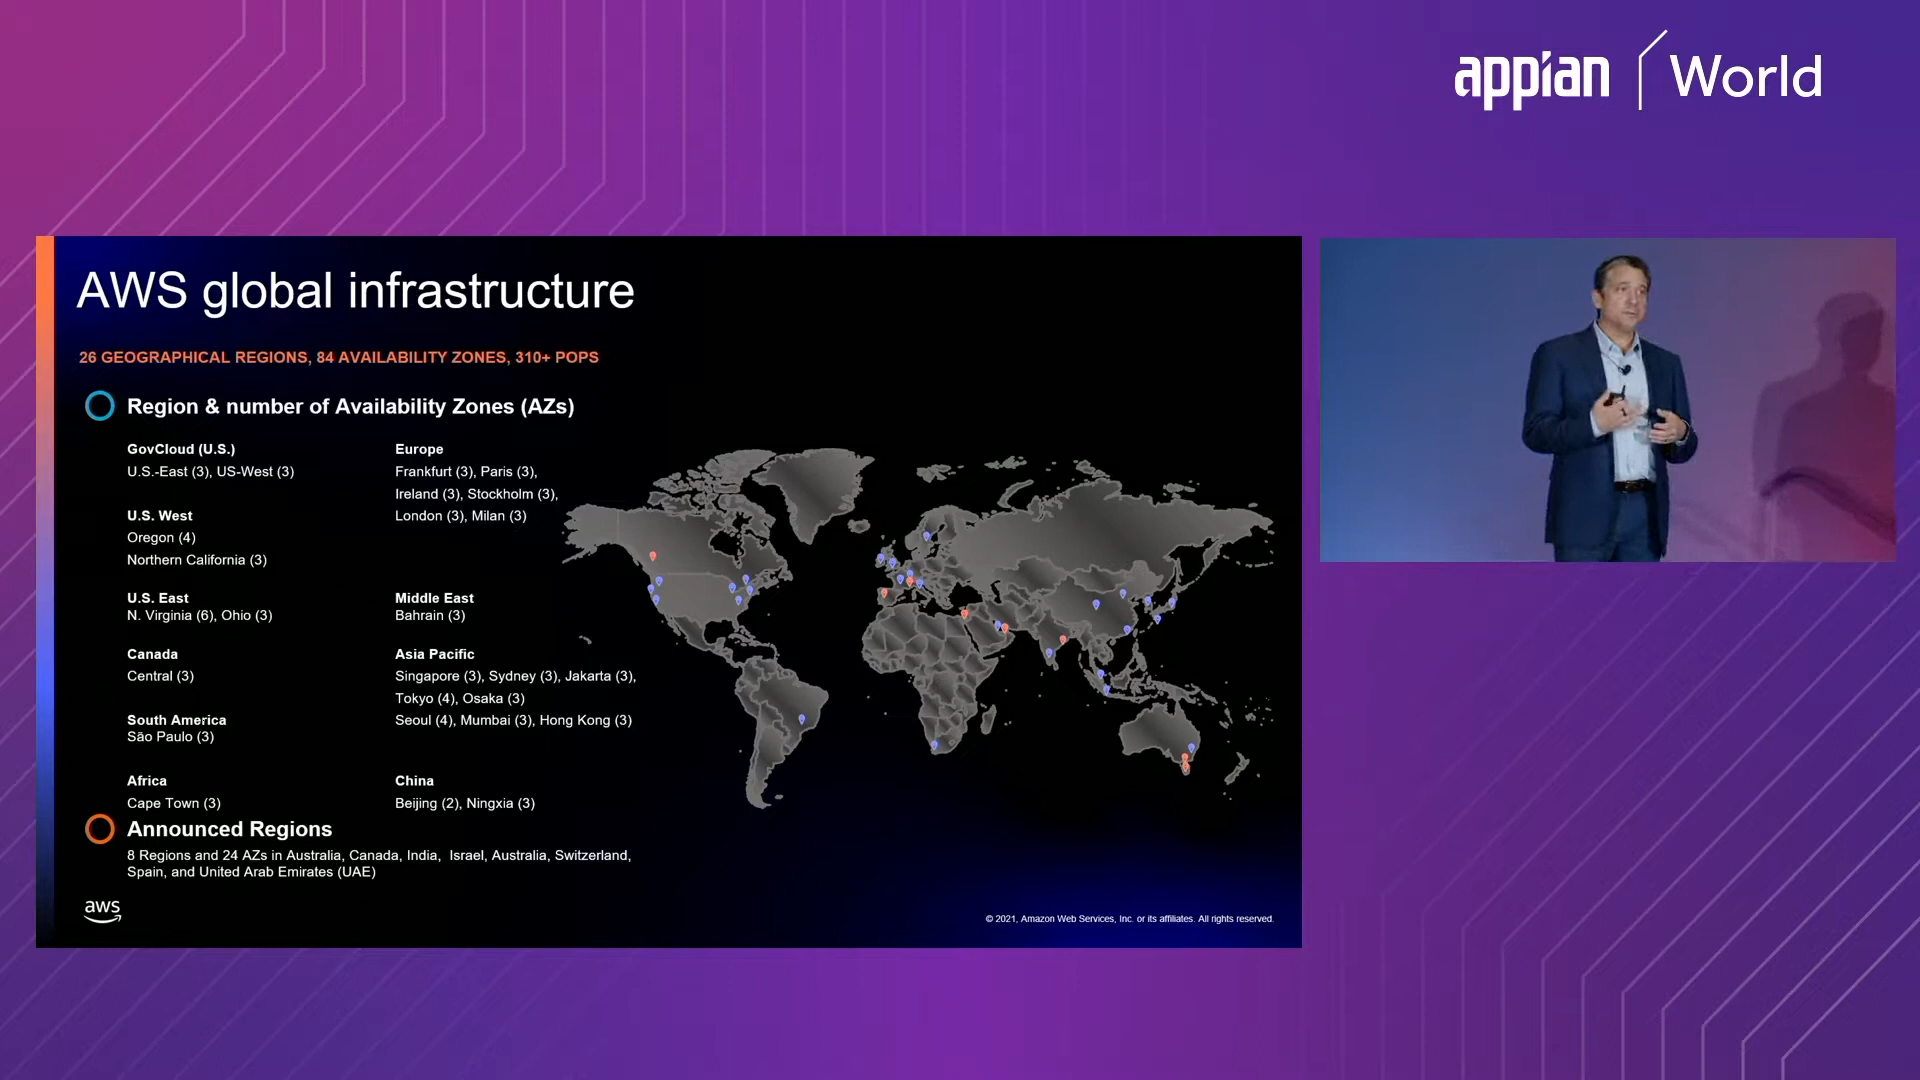 appian World
AWS global infrastructure
26 GEOGRAPHICAL REGIONS, 84 AVAILABILITY ZONES, 310+ POPS
Region & number of Availability Zones (AZs)
GovCloud (U.S.)
U.S.-East (3), US-West (3)
U.S. West
Oregon (4)
Northern California (3)
U.S. East
N. Virginia (6), Ohio (3)
Canada
Central (3)
South America
São Paulo (3)
Africa
Cape Town (3)
Europe
Frankfurt (3), Paris (3),
Ireland (3), Stockholm (3),
London (3), Milan (3)
Middle East
Bahrain (3)
Asia Pacific
Singapore (3), Sydney (3), Jakarta (3),
Tokyo (4), Osaka (3)
Seoul (4), Mumbai (3), Hong Kong (3)
China
Beijing (2), Ningxia (3)
Announced Regions
8 Regions and 24 AZs in Australia, Canada, India, Israel, Australia, Switzerland,
Spain, and United Arab Emirates (UAE)
aws
© 2021, Amazon Web Services, Inc. or its affiliates. All rights reserved.